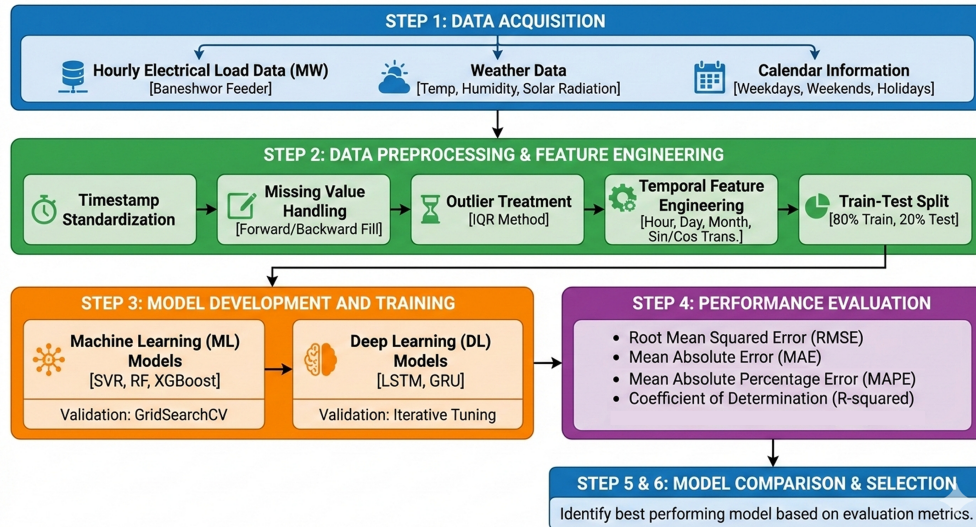 STEP 1: DATA ACQUISITION
Hourly Electrical Load Data (MW)
[Baneshwor Feeder]
Weather Data
[Temp, Humidity, Solar Radiation]
Calendar Information
[Weekdays, Weekends, Holidays]
STEP 2: DATA PREPROCESSING & FEATURE ENGINEERING
Timestamp
Standardization
Missing Value
Handling
[Forward/Backward Fill]
Outlier Treatment
[IQR Method]
Temporal Feature
Engineering
[Hour, Day, Month,
Sin/Cos Trans.]
Train-Test Split
[80% Train, 20% Test]
STEP 3: MODEL DEVELOPMENT AND TRAINING
Machine Learning (ML)
Models
[SVR, RF, XGBoost]
Validation: GridSearchCV
Deep Learning (DL)
Models
[LSTM, GRU]
Validation: Iterative Tuning
STEP 4: PERFORMANCE EVALUATION
• Root Mean Squared Error (RMSE)
• Mean Absolute Error (MAE)
• Mean Absolute Percentage Error (MAPE)
• Coefficient of Determination (R-squared)
STEP 5 & 6: MODEL COMPARISON & SELECTION
Identify best performing model based on evaluation metrics.